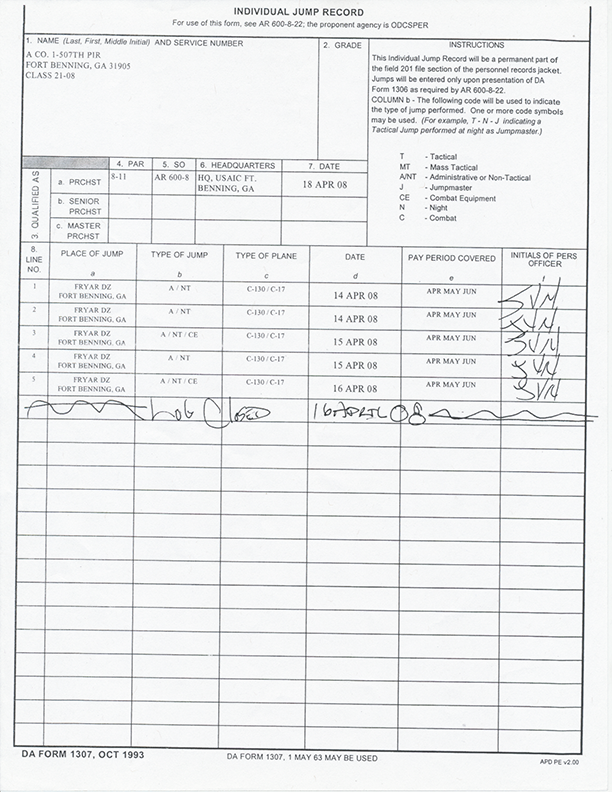 INDIVIDUAL JUMP RECORD
For use of this form, see AR 600-8-22; the proponent agency is ODCSPER
1. NAME (Last, First, Middle Initial) AND SERVICE NUMBER
A CO. 1-507TH PIR
FORT BENNING, GA 31905
CLASS 21-08
2. GRADE
INSTRUCTIONS
This Individual Jump Record will be a permanent part
of the field 201 file section of the personnel records jacket.
Jumps will be entered only upon presentation of DA
Form 1306 as required by AR 600-8-22.
COLUMN b - The following code will be used to indicate
the type of jump performed. One or more code symbols
may be used. (For example, T - N - J indicating a
Tactical Jump performed at night as Jumpmaster.)
T - Tactical
MT - Mass Tactical
A/NT - Administrative or Non-Tactical
J - Jumpmaster
CE - Combat Equipment
N - Night
C - Combat
3. QUALIFIED AS
4. PAR 5. SO 6. HEADQUARTERS 7. DATE
a. PRCHST 8-11 AR 600-8 HQ, USAIC FT. BENNING, GA 18 APR 08
b. SENIOR PRCHST
c. MASTER PRCHST
8. LINE NO. PLACE OF JUMP a TYPE OF JUMP b TYPE OF PLANE c DATE d PAY PERIOD COVERED e INITIALS OF PERS OFFICER f
1 FRYAR DZ FORT BENNING, GA A / NT C-130 / C-17 14 APR 08 APR MAY JUN SVN
2 FRYAR DZ FORT BENNING, GA A / NT C-130 / C-17 14 APR 08 APR MAY JUN SVN
3 FRYAR DZ FORT BENNING, GA A / NT / CE C-130 / C-17 15 APR 08 APR MAY JUN SVN
4 FRYAR DZ FORT BENNING, GA A / NT C-130 / C-17 15 APR 08 APR MAY JUN SVN
5 FRYAR DZ FORT BENNING, GA A / NT / CE C-130 / C-17 16 APR 08 APR MAY JUN SVN
LOG CLOSED 16 APRIL 08
DA FORM 1307, OCT 1993 DA FORM 1307, 1 MAY 63 MAY BE USED APD PE v2.00